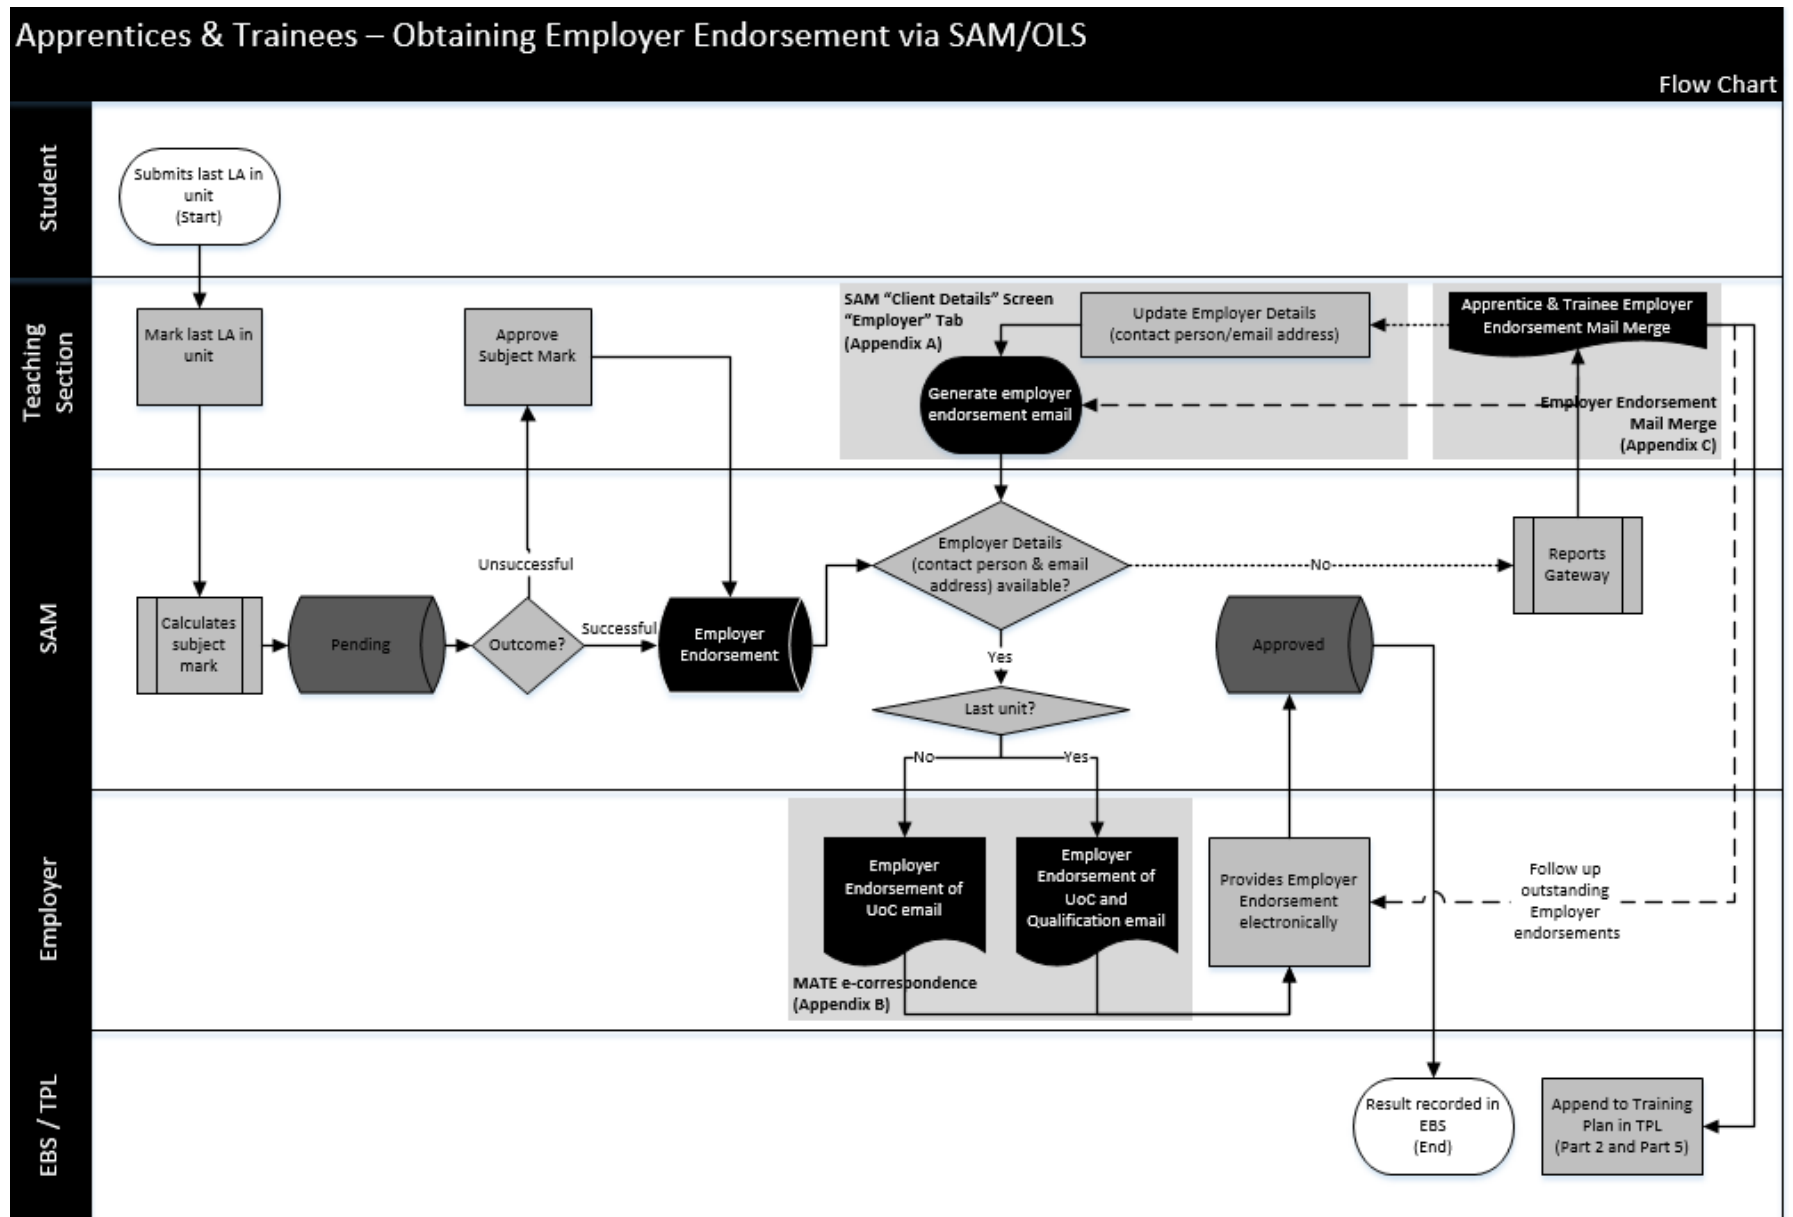 Apprentices & Trainees – Obtaining Employer Endorsement via SAM/OLS
Flow Chart
Student
Submits last LA in
unit
(Start)
Teaching
Section
Mark last LA in
unit
Approve
Subject Mark
SAM “Client Details” Screen
“Employer” Tab
(Appendix A)
Update Employer Details
(contact person/email address)
Apprentice & Trainee Employer
Endorsement Mail Merge
Generate employer
endorsement email
Employer Endorsement
Mail Merge
(Appendix C)
SAM
Calculates
subject
mark
Pending
Unsuccessful
Outcome?
Successful
Employer
Endorsement
Employer Details
(contact person & email
address) available?
No
Reports
Gateway
Yes
Last unit?
No
Yes
Approved
Employer
Employer
Endorsement of
UoC email
Employer
Endorsement of
UoC and
Qualification email
MATE e-correspondence
(Appendix B)
Provides Employer
Endorsement
electronically
Follow up
outstanding
Employer
endorsements
EBS / TPL
Result recorded in
EBS
(End)
Append to Training
Plan in TPL
(Part 2 and Part 5)